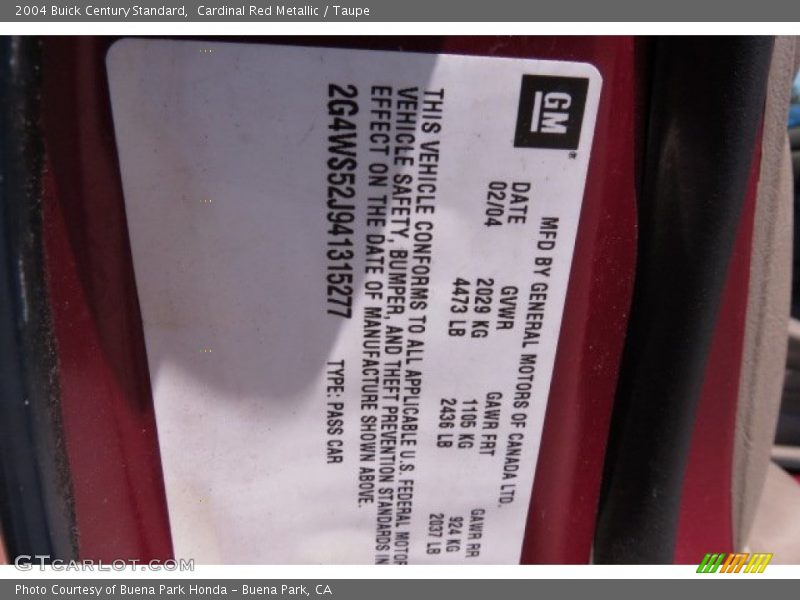 2004 Buick Century Standard, Cardinal Red Metallic / Taupe
GM
MFD BY GENERAL MOTORS OF CANADA LTD.
DATE GVWR GAWR FRT GAWR RR
02/04 2029 KG 1105 KG 924 KG
4473 LB 2436 LB 2037 LB
THIS VEHICLE CONFORMS TO ALL APPLICABLE U.S. FEDERAL MOTOR
VEHICLE SAFETY, BUMPER, AND THEFT PREVENTION STANDARDS IN
EFFECT ON THE DATE OF MANUFACTURE SHOWN ABOVE.
2G4WS52J941315277 TYPE: PASS CAR
GTCARLOT.COM
Photo Courtesy of Buena Park Honda - Buena Park, CA